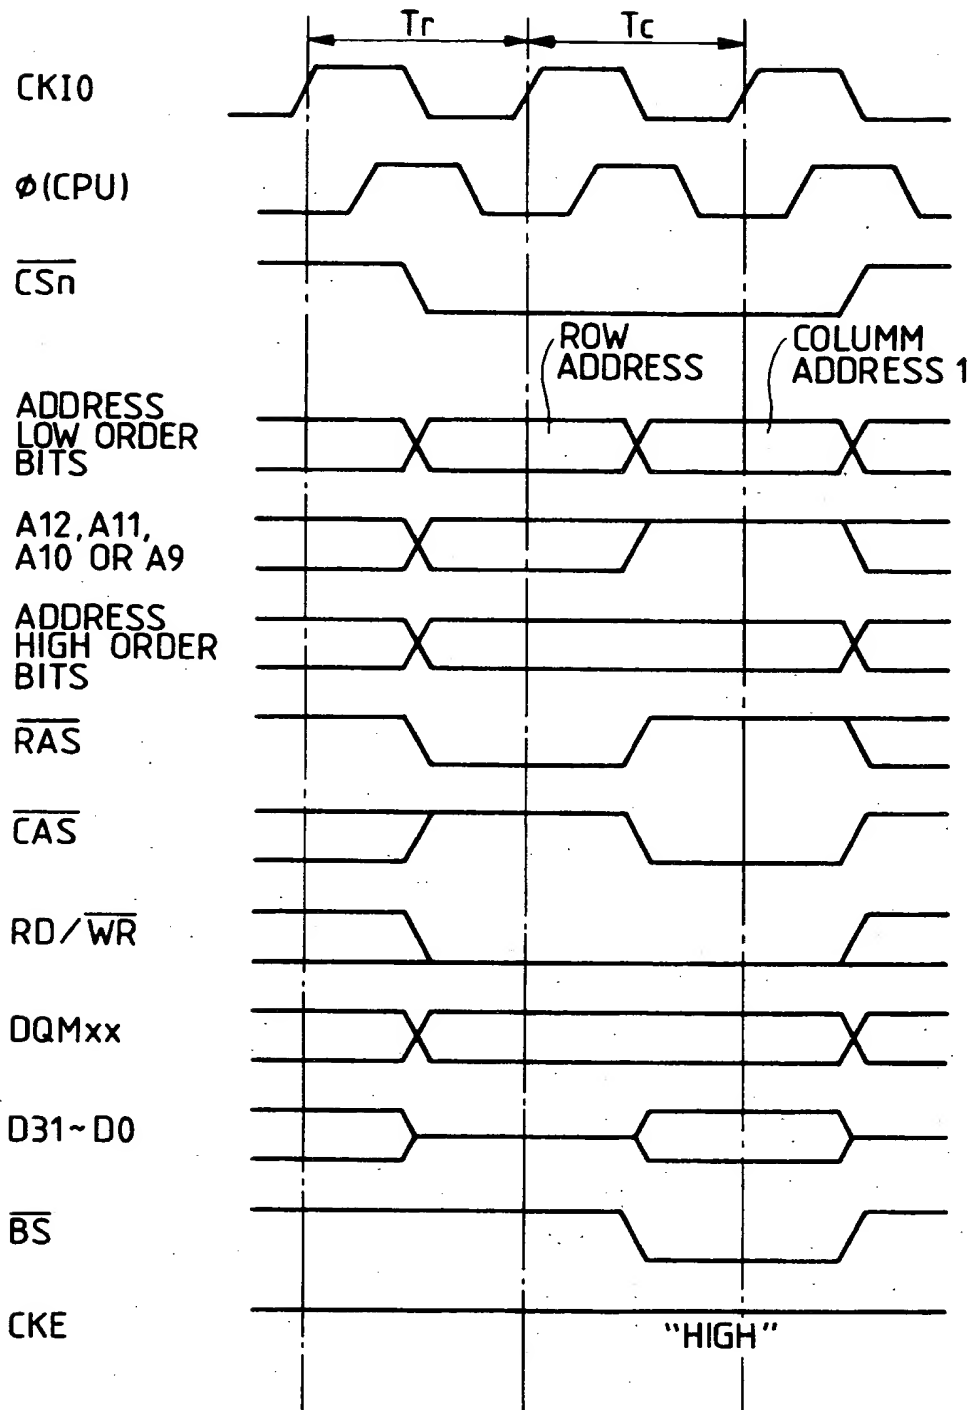 Tr
Tc
CKIO
ø(CPU)
CSn
ROW
ADDRESS
COLUMM
ADDRESS 1
ADDRESS
LOW ORDER
BITS
A12, A11,
A10 OR A9
ADDRESS
HIGH ORDER
BITS
RAS
CAS
RD/WR
DQMxx
D31~D0
BS
CKE
"HIGH"